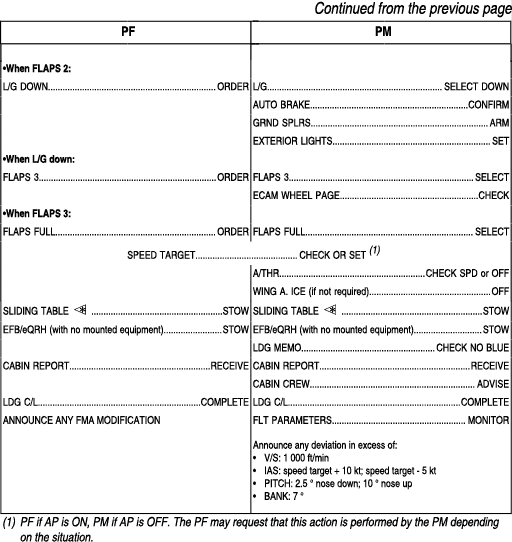 Continued from the previous page
PF PM
•When FLAPS 2:
L/G DOWN..........ORDER L/G..........SELECT DOWN
AUTO BRAKE..........CONFIRM
GRND SPLRS..........ARM
EXTERIOR LIGHTS..........SET
•When L/G down:
FLAPS 3..........ORDER FLAPS 3..........SELECT
ECAM WHEEL PAGE..........CHECK
•When FLAPS 3:
FLAPS FULL..........ORDER FLAPS FULL..........SELECT
SPEED TARGET..........CHECK OR SET (1)
A/THR..........CHECK SPD or OFF
WING A. ICE (if not required)..........OFF
SLIDING TABLE ..........STOW SLIDING TABLE ..........STOW
EFB/eQRH (with no mounted equipment)..........STOW EFB/eQRH (with no mounted equipment)..........STOW
LDG MEMO..........CHECK NO BLUE
CABIN REPORT..........RECEIVE CABIN REPORT..........RECEIVE
CABIN CREW..........ADVISE
LDG C/L..........COMPLETE LDG C/L..........COMPLETE
ANNOUNCE ANY FMA MODIFICATION FLT PARAMETERS..........MONITOR
Announce any deviation in excess of:
• V/S: 1 000 ft/min
• IAS: speed target + 10 kt; speed target - 5 kt
• PITCH: 2.5 ° nose down; 10 ° nose up
• BANK: 7 °
(1) PF if AP is ON, PM if AP is OFF. The PF may request that this action is performed by the PM depending
on the situation.